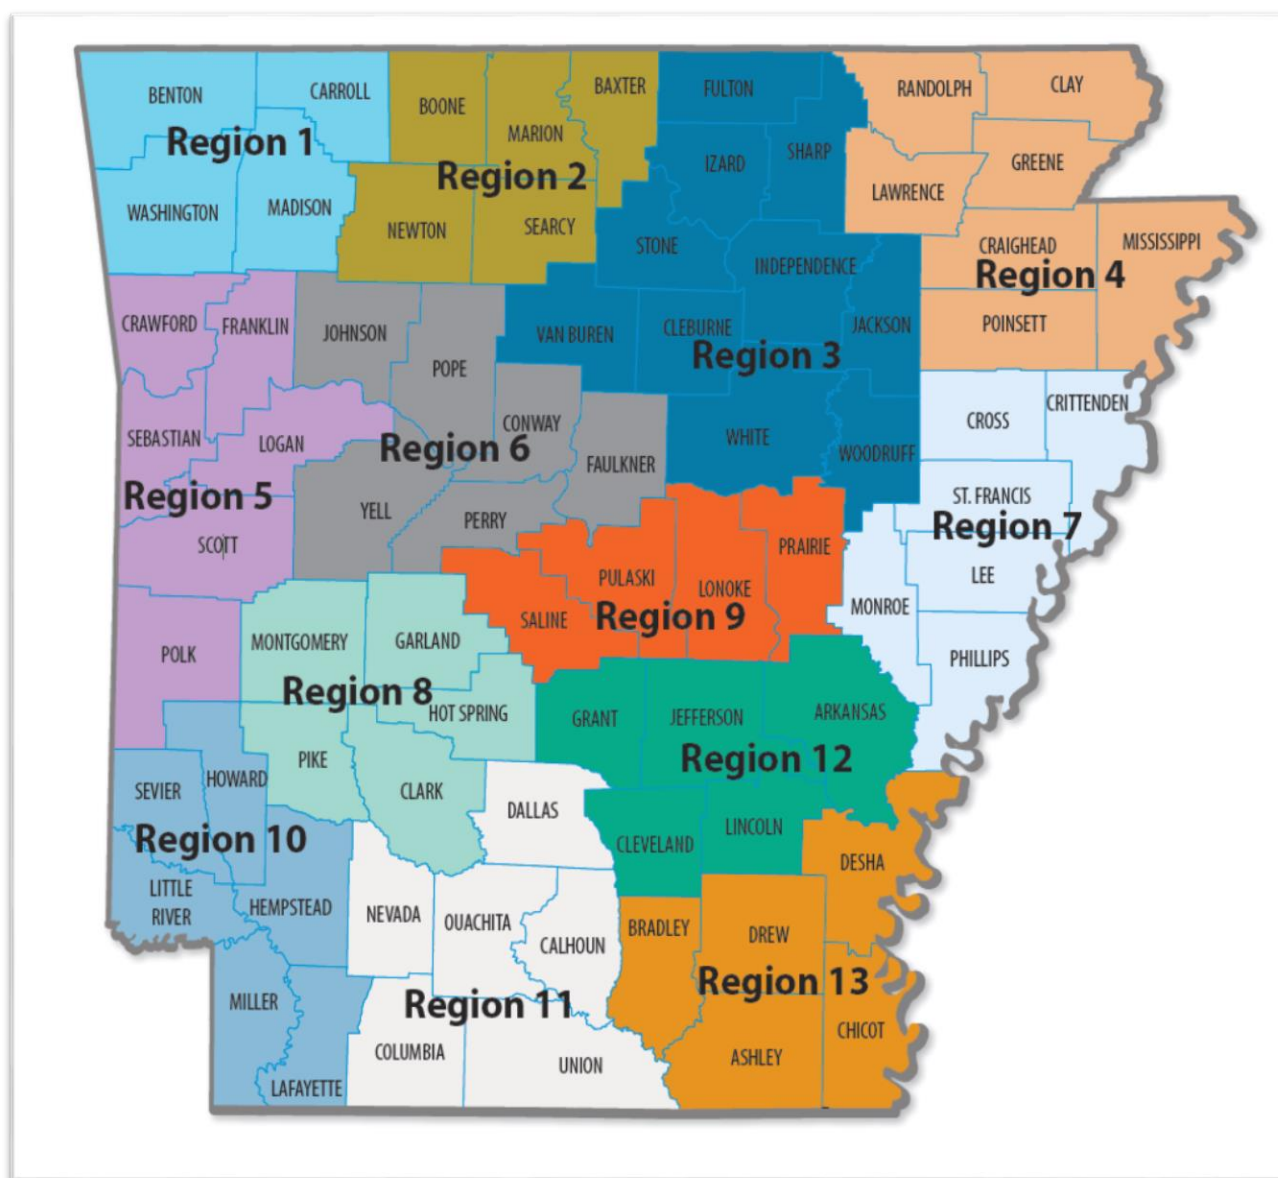 BENTON
CARROLL
Region 1
WASHINGTON
MADISON
BOONE
MARION
BAXTER
Region 2
NEWTON
SEARCY
FULTON
IZARD
SHARP
STONE
INDEPENDENCE
VAN BUREN
CLEBURNE
JACKSON
Region 3
WHITE
WOODRUFF
RANDOLPH
CLAY
LAWRENCE
GREENE
CRAIGHEAD
MISSISSIPPI
Region 4
POINSETT
CRAWFORD
FRANKLIN
SEBASTIAN
LOGAN
Region 5
SCOTT
POLK
JOHNSON
POPE
CONWAY
Region 6
FAULKNER
YELL
PERRY
CROSS
CRITTENDEN
ST. FRANCIS
Region 7
LEE
MONROE
PHILLIPS
MONTGOMERY
GARLAND
Region 8
HOT SPRING
PIKE
CLARK
PULASKI
LONOKE
PRAIRIE
SALINE
Region 9
SEVIER
HOWARD
Region 10
LITTLE
RIVER
HEMPSTEAD
MILLER
LAFAYETTE
DALLAS
NEVADA
OUACHITA
CALHOUN
Region 11
COLUMBIA
UNION
GRANT
JEFFERSON
ARKANSAS
Region 12
CLEVELAND
LINCOLN
DESHA
BRADLEY
DREW
Region 13
ASHLEY
CHICOT